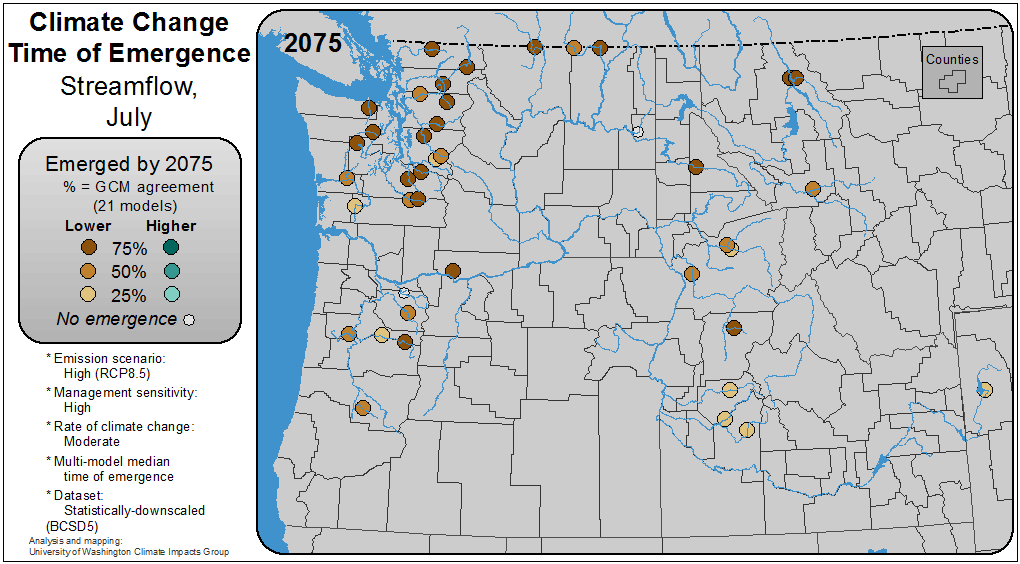 Climate Change
Time of Emergence
Streamflow,
July
Emerged by 2075
% = GCM agreement
(21 models)
Lower Higher
75%
50%
25%
No emergence
* Emission scenario:
High (RCP8.5)
* Management sensitivity:
High
* Rate of climate change:
Moderate
* Multi-model median
time of emergence
* Dataset:
Statistically-downscaled
(BCSD5)
Analysis and mapping:
University of Washington Climate Impacts Group
2075
Counties